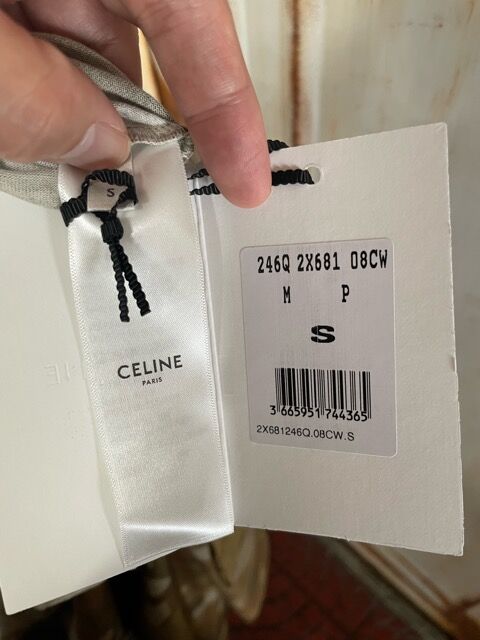 S
CELINE
PARIS
246Q 2X681 08CW
M P
S
3 665951 744365
2X681246Q.08CW.S